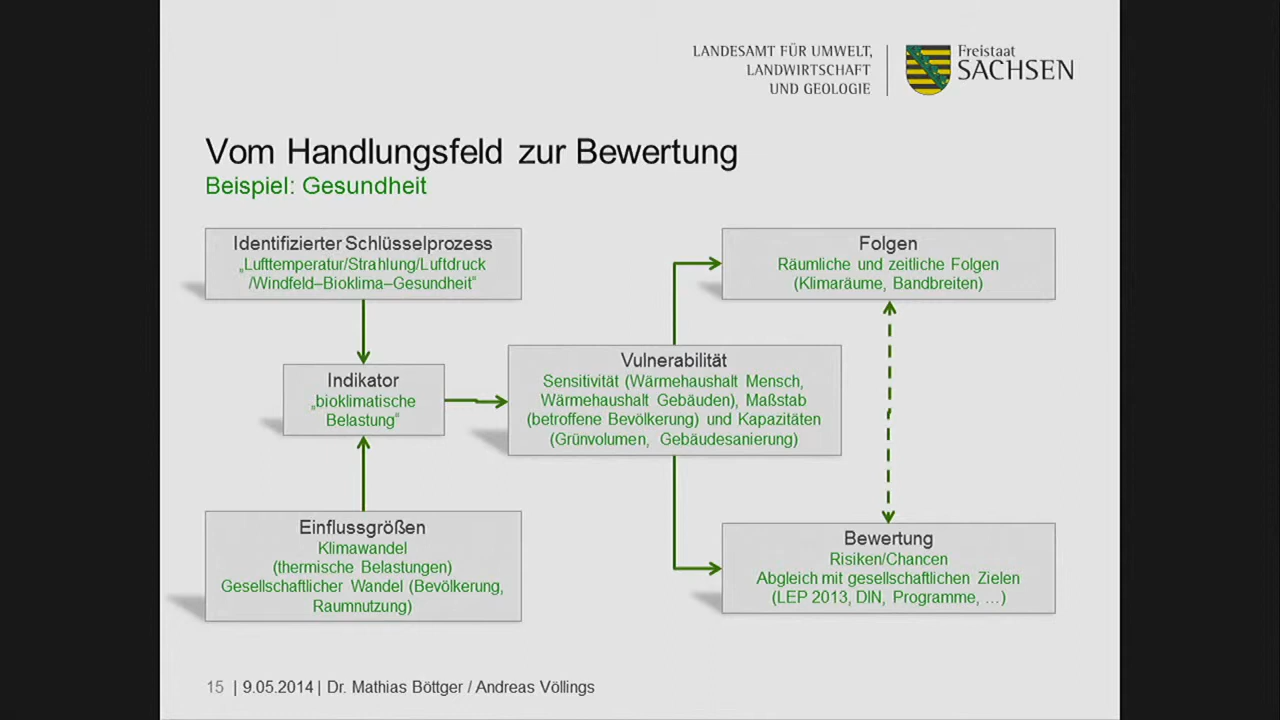 LANDESAMT FÜR UMWELT,
LANDWIRTSCHAFT
UND GEOLOGIE
Freistaat
SACHSEN
Vom Handlungsfeld zur Bewertung
Beispiel: Gesundheit
Identifizierter Schlüsselprozess
„Lufttemperatur/Strahlung/Luftdruck
/Windfeld–Bioklima–Gesundheit“
Indikator
„bioklimatische
Belastung“
Einflussgrößen
Klimawandel
(thermische Belastungen)
Gesellschaftlicher Wandel (Bevölkerung,
Raumnutzung)
Vulnerabilität
Sensitivität (Wärmehaushalt Mensch,
Wärmehaushalt Gebäuden), Maßstab
(betroffene Bevölkerung) und Kapazitäten
(Grünvolumen, Gebäudesanierung)
Folgen
Räumliche und zeitliche Folgen
(Klimaräume, Bandbreiten)
Bewertung
Risiken/Chancen
Abgleich mit gesellschaftlichen Zielen
(LEP 2013, DIN, Programme, …)
15 | 9.05.2014 | Dr. Mathias Böttger / Andreas Völlings